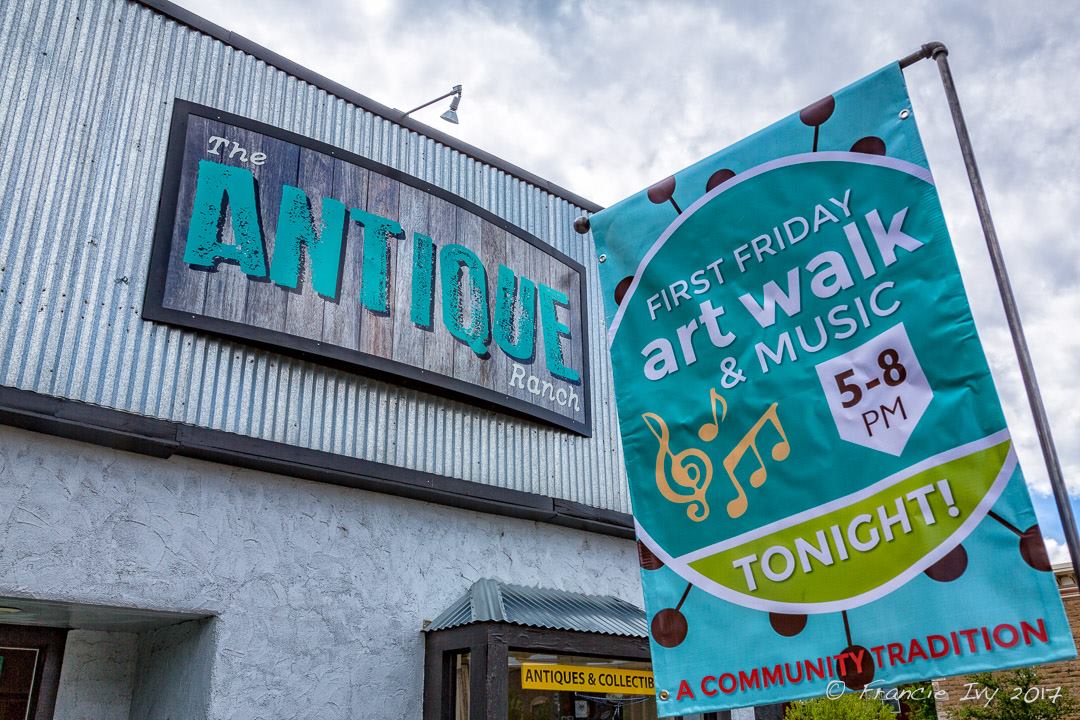 The
ANTIQUE
Ranch
FIRST FRIDAY
art walk
& MUSIC
5-8
PM
TONIGHT!
A COMMUNITY TRADITION
ANTIQUES & COLLECTIB
© Francie Ivy 2017